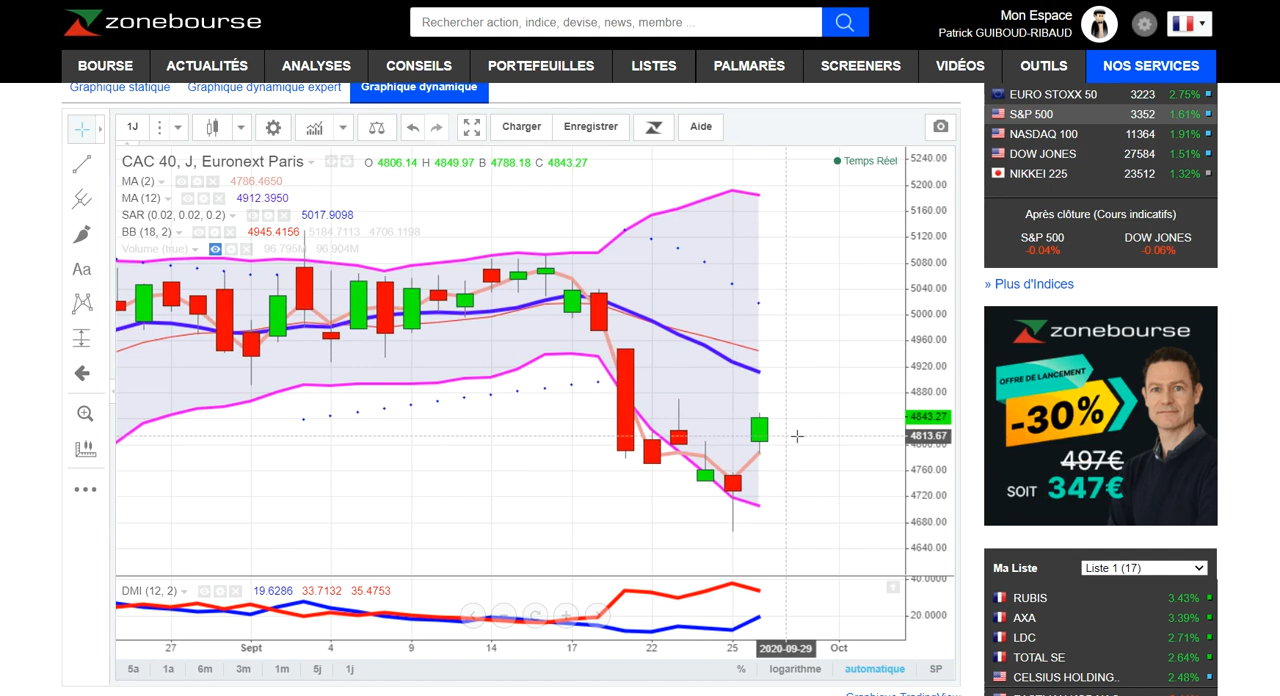 zonebourse
Rechercher action, indice, devise, news, membre ...
Mon Espace
Patrick GUIBOUD-RIBAUD
BOURSE
ACTUALITÉS
ANALYSES
CONSEILS
PORTEFEUILLES
LISTES
PALMARÈS
SCREENERS
VIDÉOS
OUTILS
NOS SERVICES
Graphique statique
Graphique dynamique expert
Graphique dynamique
1J
Charger
Enregistrer
Aide
CAC 40, J, Euronext Paris
O 4806.14 H 4849.97 B 4788.18 C 4843.27
Temps Réel
MA (2) 4786.4650
MA (12) 4912.3950
SAR (0.02, 0.02, 0.2) 5017.9098
BB (18, 2) 4945.4156 5184.7113 4706.1198
Volume (true) 96.795M 96.904M
5240.00
5200.00
5160.00
5120.00
5080.00
5040.00
5000.00
4960.00
4920.00
4880.00
4843.27
4813.67
4800.00
4760.00
4720.00
4680.00
4640.00
DMI (12, 2) 19.6286 33.7132 35.4753
40.0000
20.0000
27
Sept
4
9
14
17
22
25
2020-09-29
Oct
5a
1a
6m
3m
1m
5j
1j
%
logarithme
automatique
SP
Graphique TradingView
EURO STOXX 50 3223 2.75%
S&P 500 3352 1.61%
NASDAQ 100 11364 1.91%
DOW JONES 27584 1.51%
NIKKEI 225 23512 1.32%
Après clôture (Cours indicatifs)
S&P 500 DOW JONES
-0.04% -0.06%
» Plus d'Indices
zonebourse
OFFRE DE LANCEMENT
-30%
497€
SOIT 347€
Ma Liste
Liste 1 (17)
RUBIS 3.43%
AXA 3.39%
LDC 2.71%
TOTAL SE 2.64%
CELSIUS HOLDING.. 2.48%